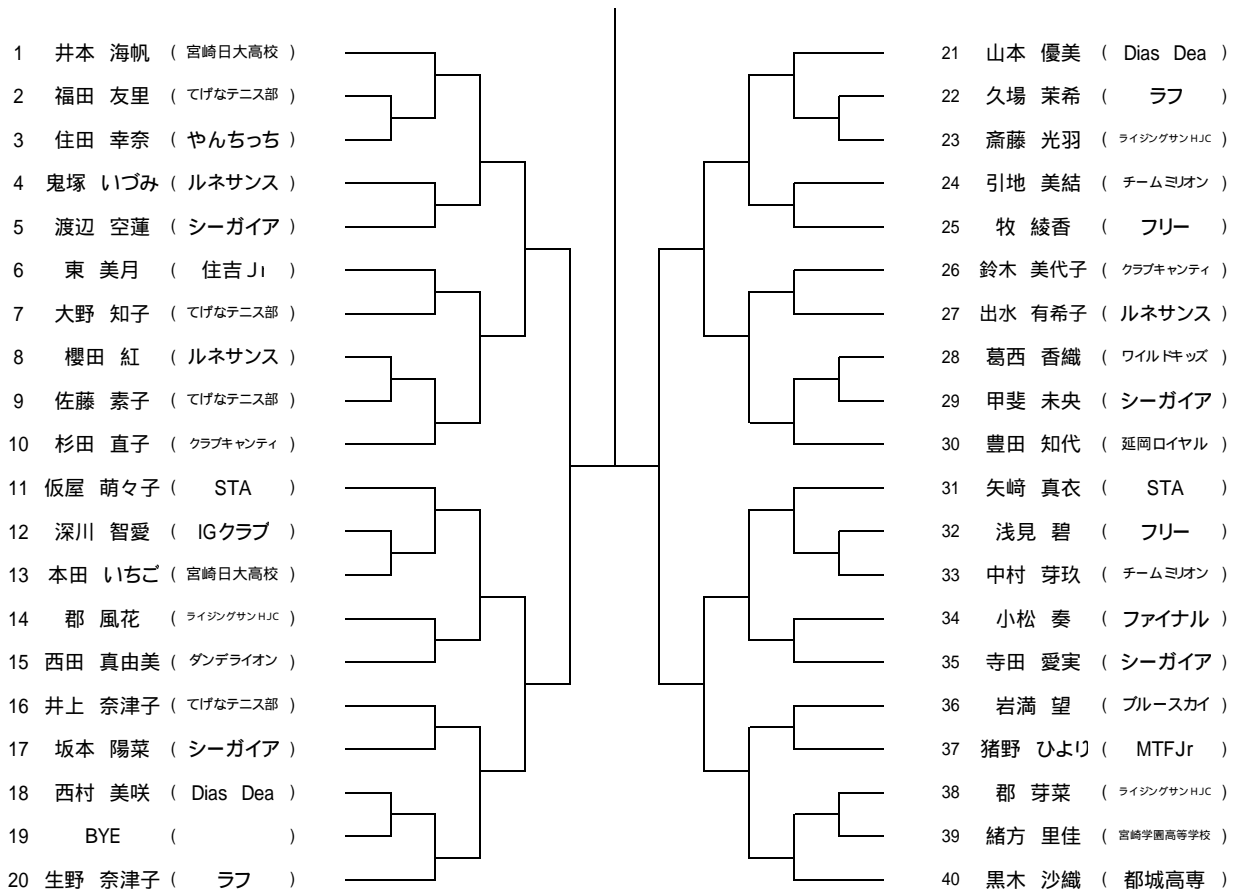 1 井本 海帆 ( 宮崎日大高校 )
2 福田 友里 ( てげなテニス部 )
3 住田 幸奈 ( やんちっち )
4 鬼塚 いづみ ( ルネサンス )
5 渡辺 空蓮 ( シーガイア )
6 東 美月 ( 住吉Jr )
7 大野 知子 ( てげなテニス部 )
8 櫻田 紅 ( ルネサンス )
9 佐藤 素子 ( てげなテニス部 )
10 杉田 直子 ( クラブキャンティ )
11 仮屋 萌々子 ( STA )
12 深川 智愛 ( IGクラブ )
13 本田 いちご ( 宮崎日大高校 )
14 郡 風花 ( ライジングサンHJC )
15 西田 真由美 ( ダンデライオン )
16 井上 奈津子 ( てげなテニス部 )
17 坂本 陽菜 ( シーガイア )
18 西村 美咲 ( Dias Dea )
19 BYE ( )
20 生野 奈津子 ( ラフ )
21 山本 優美 ( Dias Dea )
22 久場 茉希 ( ラフ )
23 斎藤 光羽 ( ライジングサンHJC )
24 引地 美結 ( チームミリオン )
25 牧 綾香 ( フリー )
26 鈴木 美代子 ( クラブキャンティ )
27 出水 有希子 ( ルネサンス )
28 葛西 香織 ( ワイルドキッズ )
29 甲斐 未央 ( シーガイア )
30 豊田 知代 ( 延岡ロイヤル )
31 矢﨑 真衣 ( STA )
32 浅見 碧 ( フリー )
33 中村 芽玖 ( チームミリオン )
34 小松 奏 ( ファイナル )
35 寺田 愛実 ( シーガイア )
36 岩満 望 ( ブルースカイ )
37 猪野 ひより ( MTFJr )
38 郡 芽菜 ( ライジングサンHJC )
39 緒方 里佳 ( 宮崎学園高等学校 )
40 黒木 沙織 ( 都城高専 )